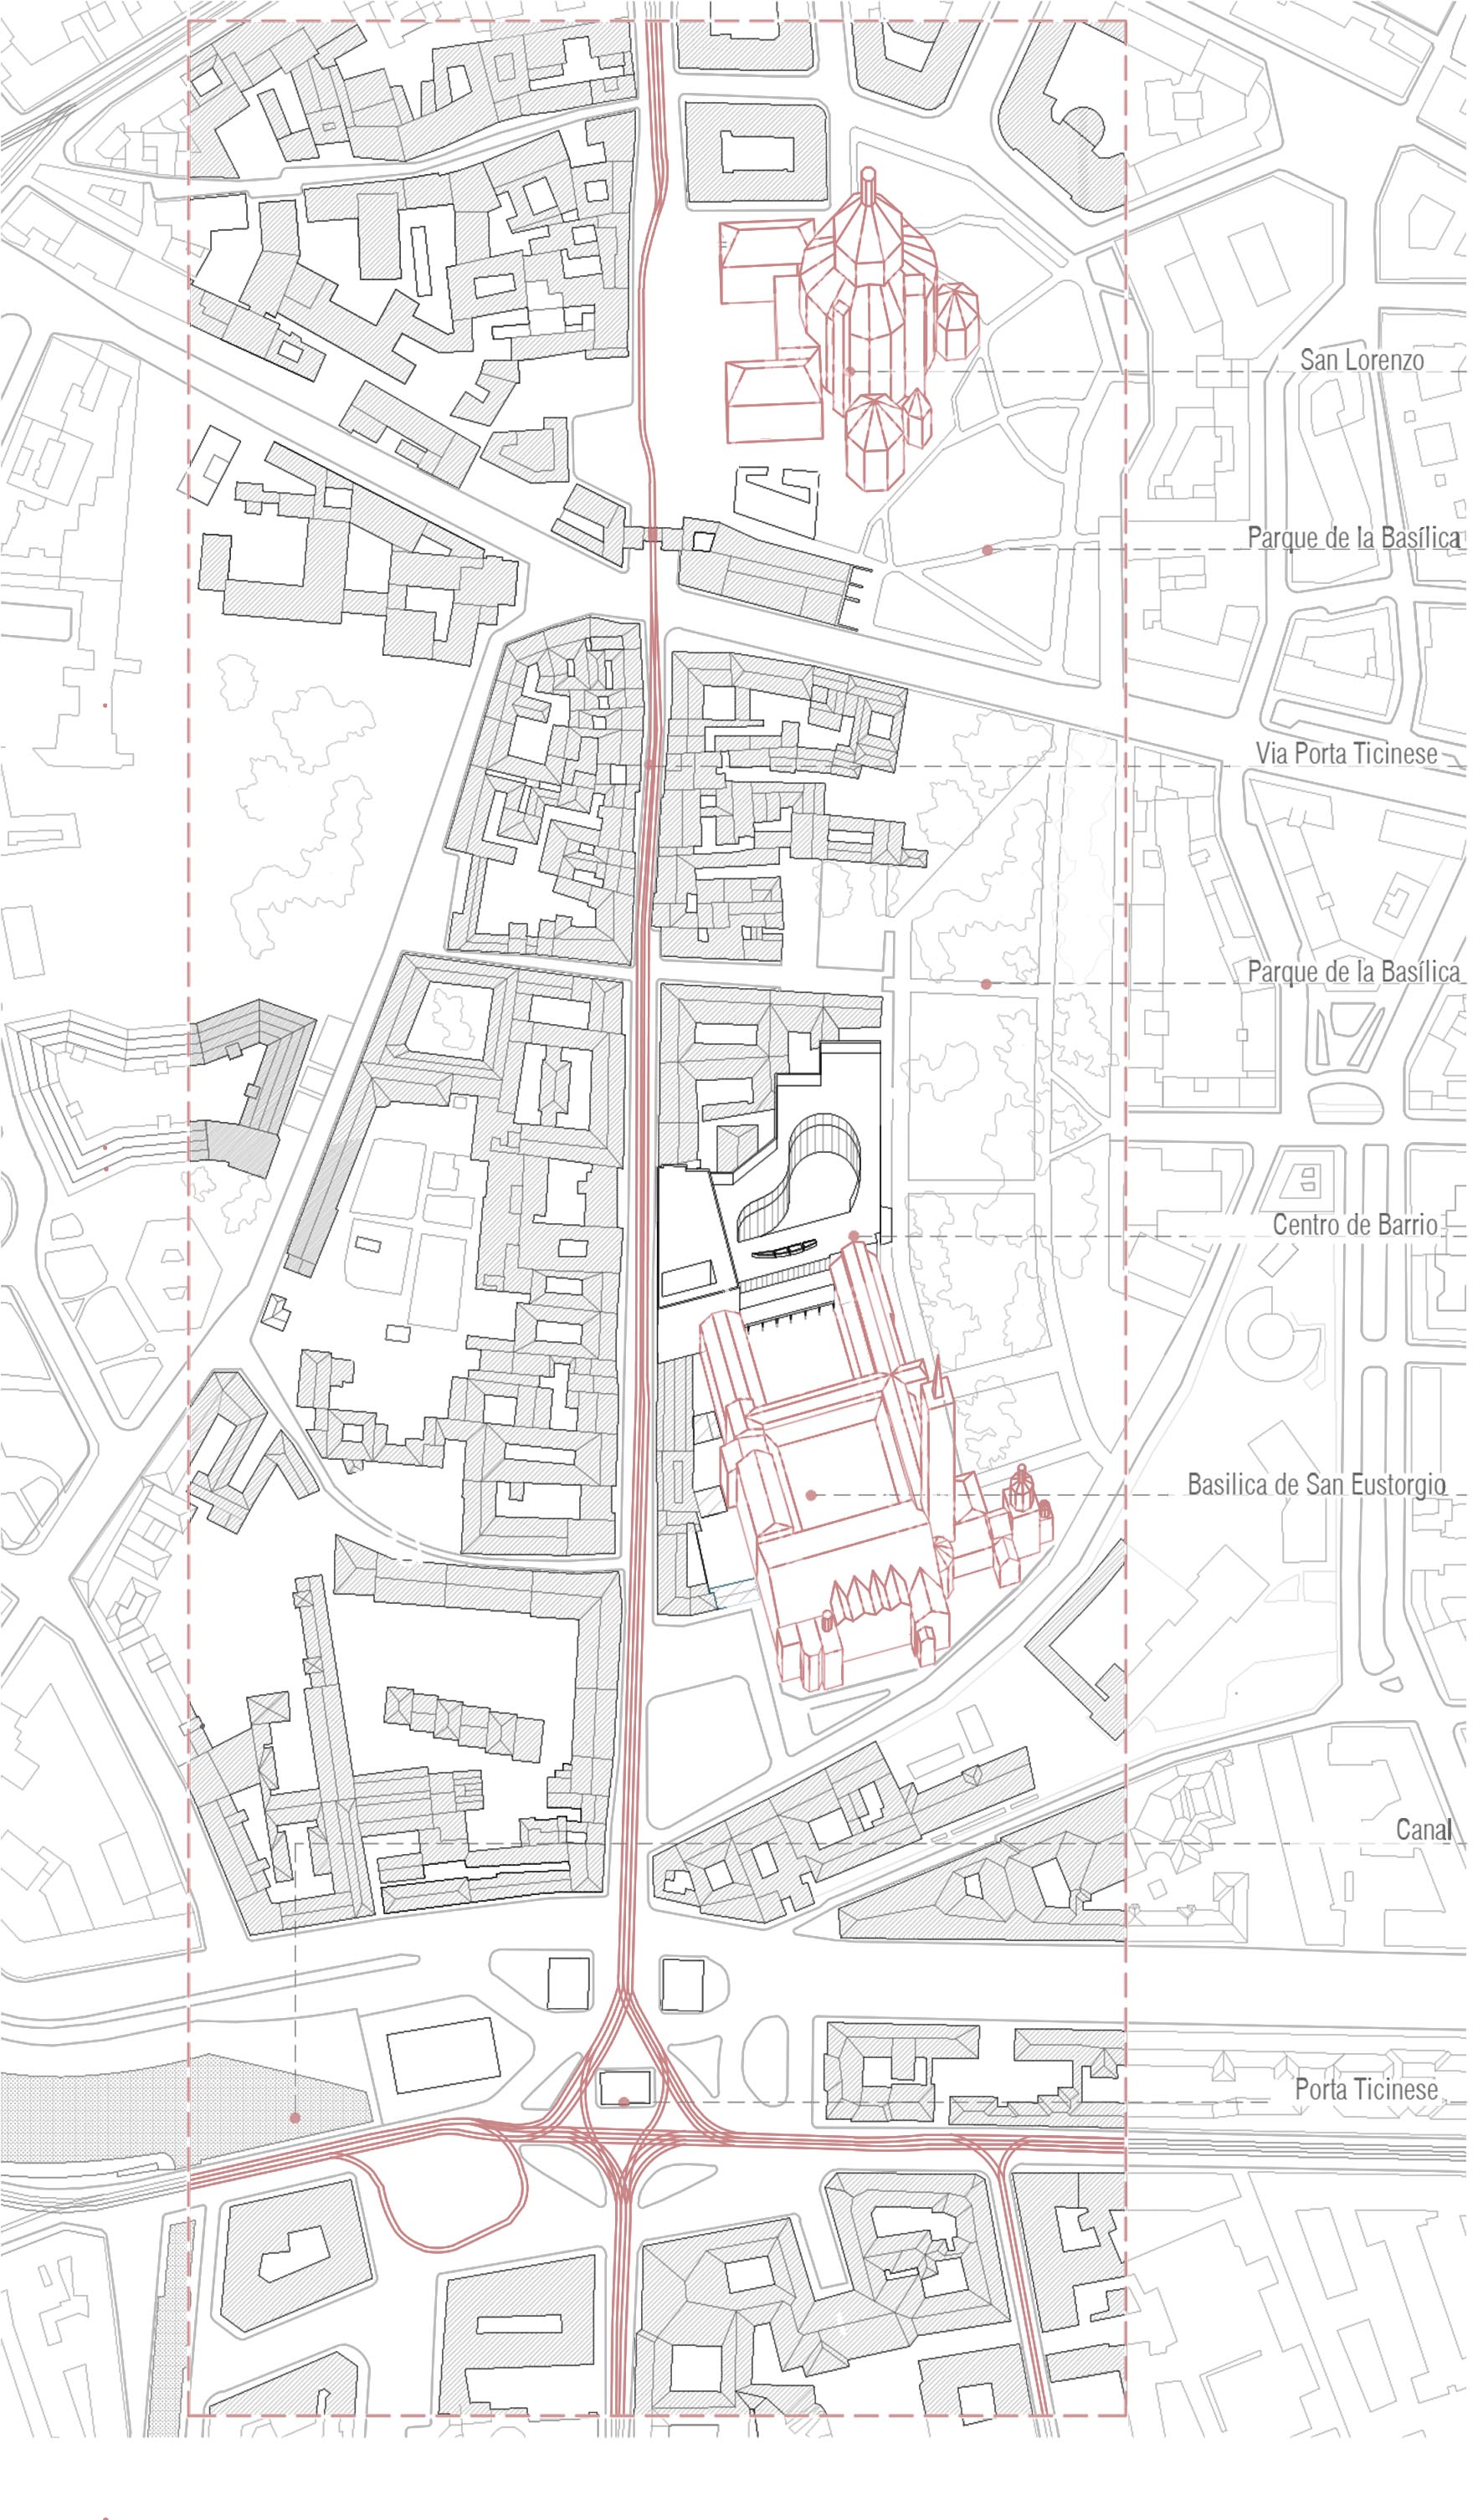 San Lorenzo
Parque de la Basílica
Via Porta Ticinese
Parque de la Basílica
Centro de Barrio
Basilica de San Eustorgio
Canal
Porta Ticinese